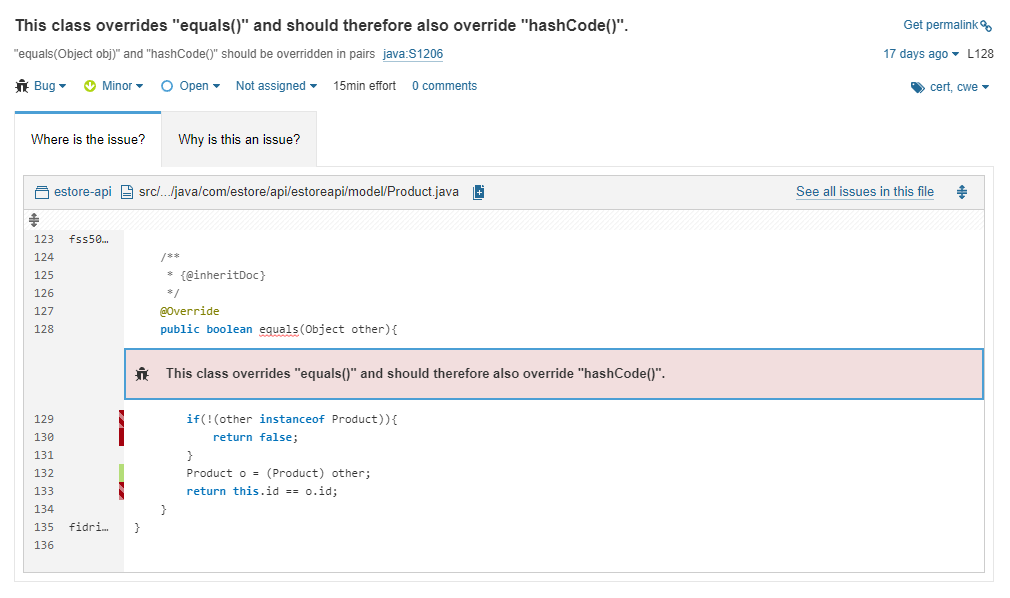 This class overrides "equals()" and should therefore also override "hashCode()".
Get permalink
"equals(Object obj)" and "hashCode()" should be overridden in pairs java:S1206
17 days ago L128
Bug Minor Open Not assigned 15min effort 0 comments
cert, cwe
Where is the issue? Why is this an issue?
estore-api src/.../java/com/estore/api/estoreapi/model/Product.java See all issues in this file
123 fss50…
124 /**
125 * {@inheritDoc}
126 */
127 @Override
128 public boolean equals(Object other){
This class overrides "equals()" and should therefore also override "hashCode()".
129 if(!(other instanceof Product)){
130 return false;
131 }
132 Product o = (Product) other;
133 return this.id == o.id;
134 }
135 fidri… }
136